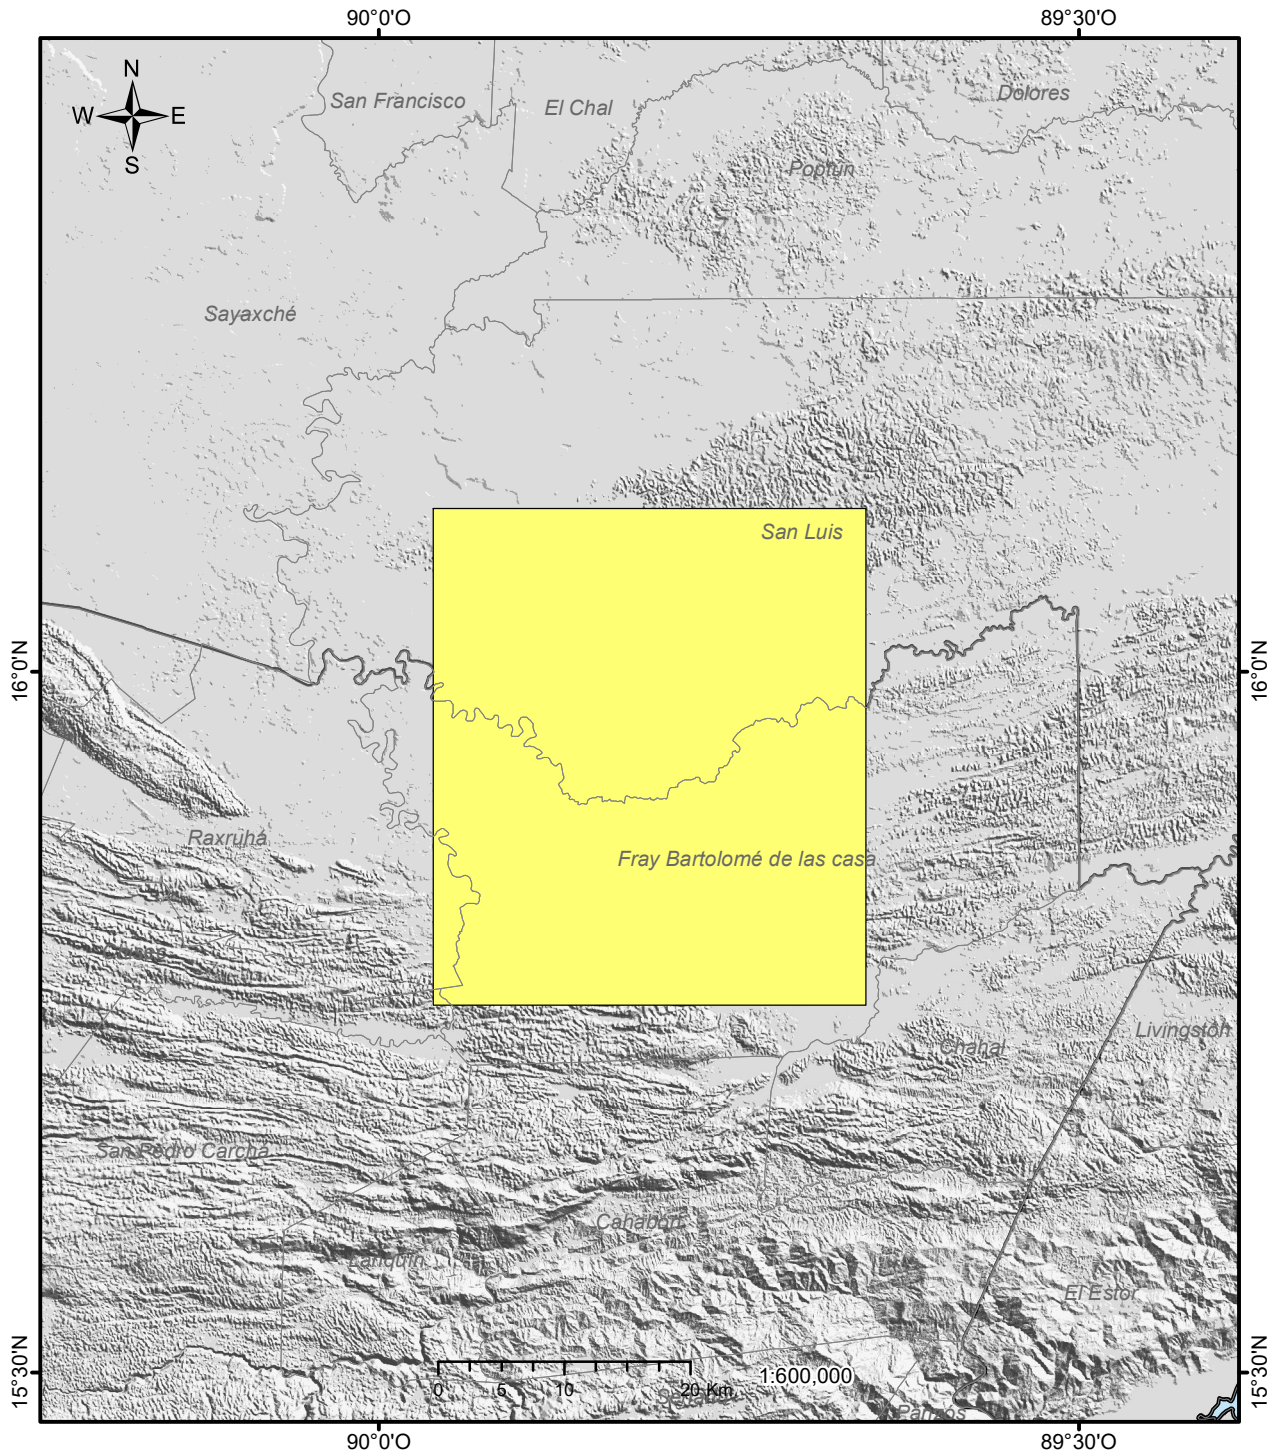 90°0'O 89°30'O
N
W E
S
San Francisco
El Chal
Dolores
Poptún
Sayaxché
San Luis
16°0'N
16°0'N
Raxruhá
Fray Bartolomé de las casa
Livingston
Chahal
San Pedro Carchá
Cahabón
Lanquín
El Estor
15°30'N
15°30'N
1:600,000
0 5 10 20 Km
Panzós
90°0'O 89°30'O